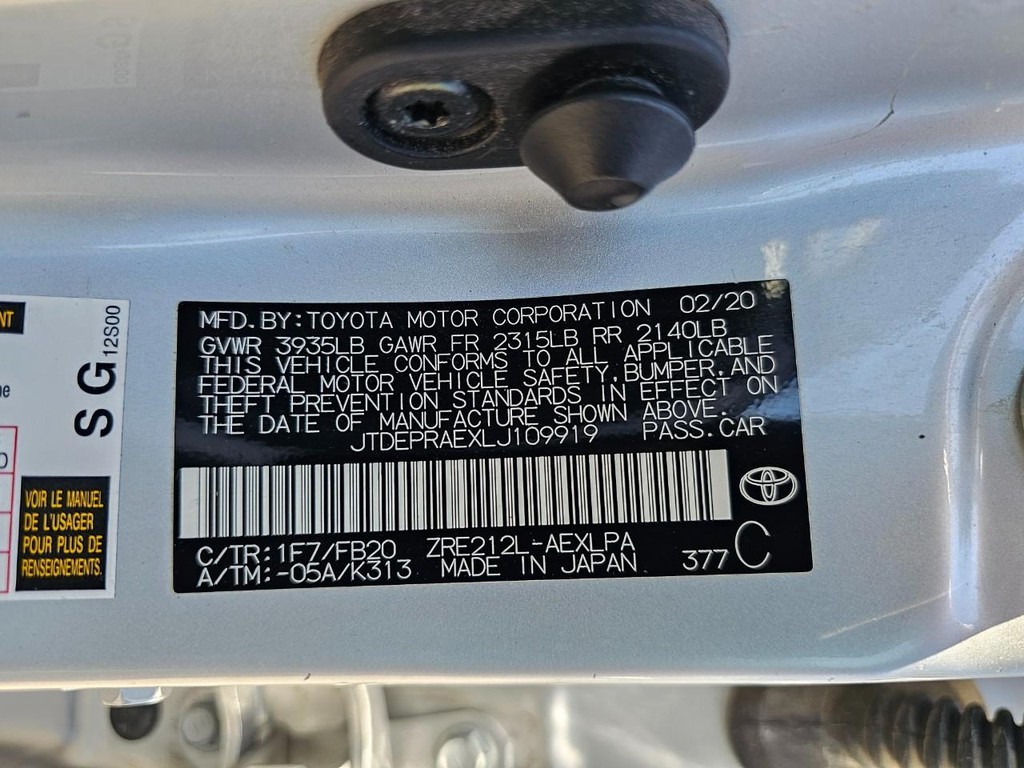 MFD.BY:TOYOTA MOTOR CORPORATION 02/20
GVWR 3935LB GAWR FR 2315LB RR 2140LB
THIS VEHICLE CONFORMS TO ALL APPLICABLE
FEDERAL MOTOR VEHICLE SAFETY,BUMPER,AND
THEFT PREVENTION STANDARDS IN EFFECT ON
THE DATE OF MANUFACTURE SHOWN ABOVE.
JTDEPRAEXLJ109919 PASS.CAR
C/TR:1F7/FB20 ZRE212L-AEXLPA
A/TM:-05A/K313 MADE IN JAPAN 377 C
SG
12S00
VOIR LE MANUEL
DE L'USAGER
POUR PLUS DE
RENSEIGNEMENTS.